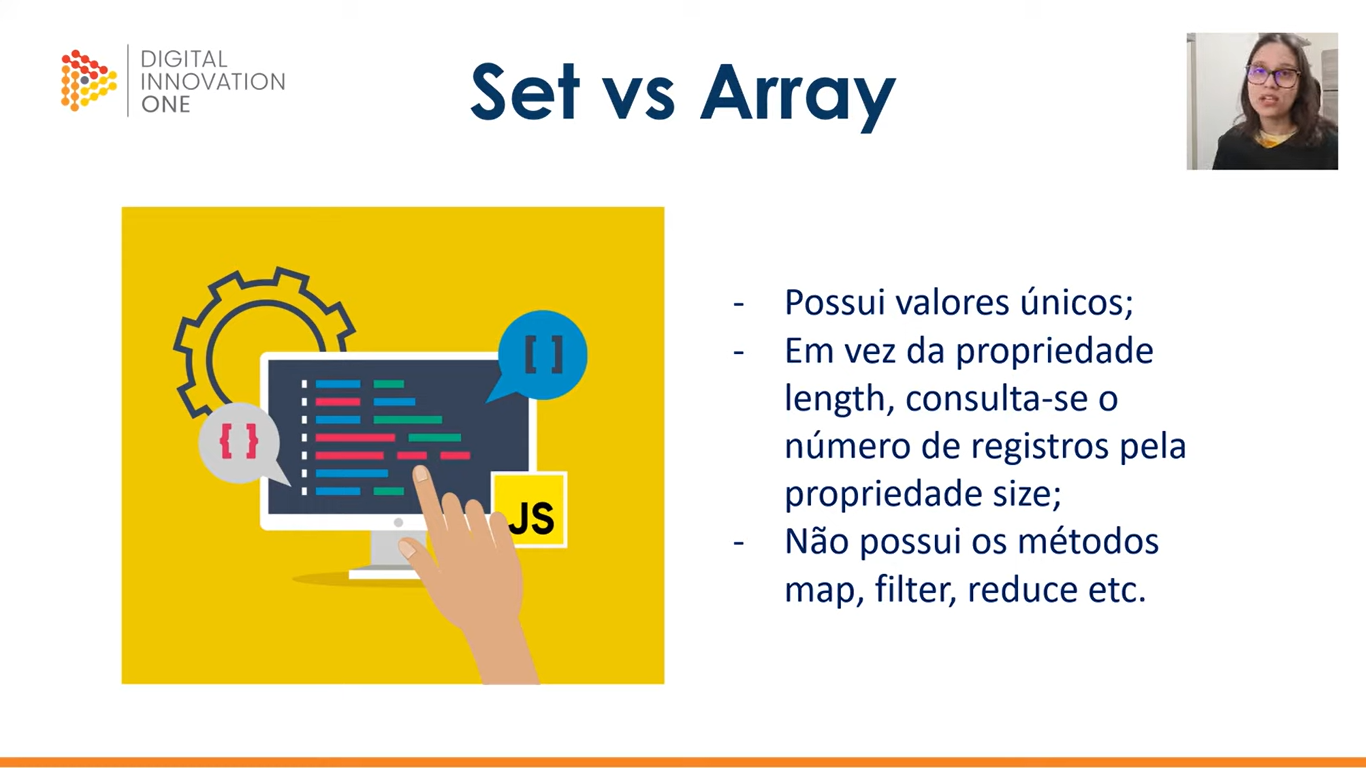 DIGITAL
INNOVATION
ONE
Set vs Array
[ ]
{ }
JS
- Possui valores únicos;
- Em vez da propriedade
length, consulta-se o
número de registros pela
propriedade size;
- Não possui os métodos
map, filter, reduce etc.